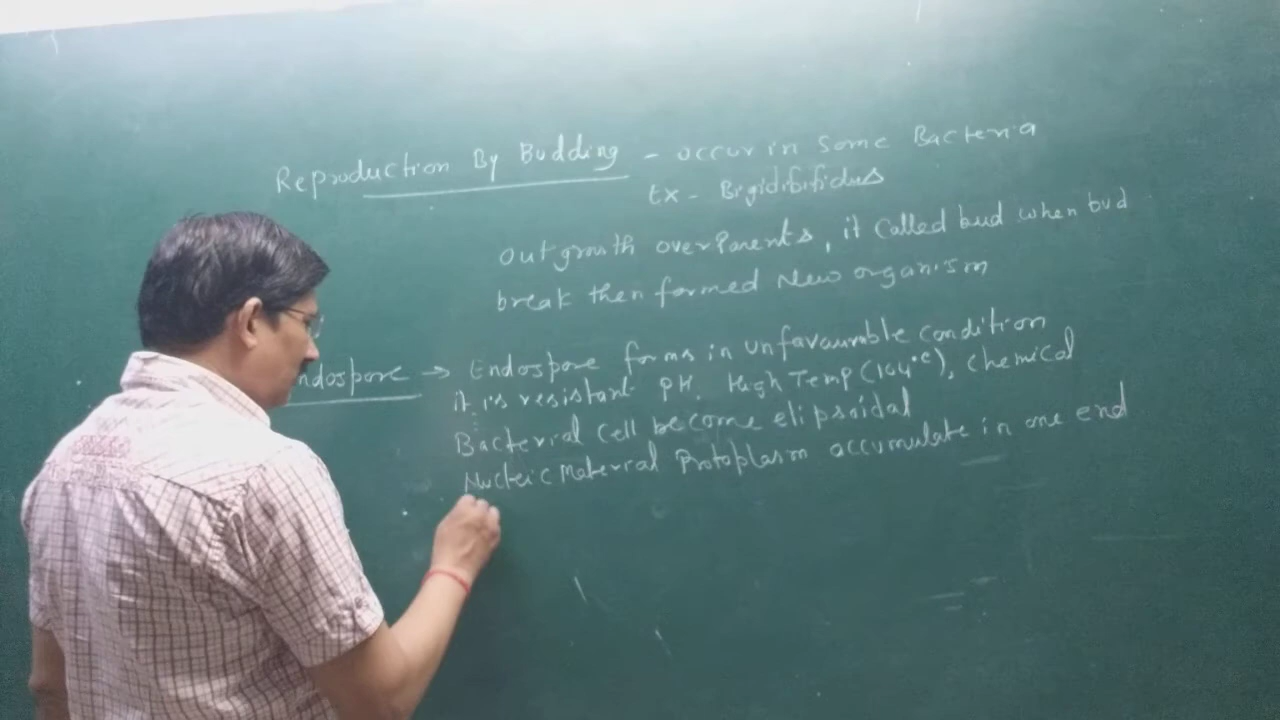 Reproduction By Budding - occur in Some Bacteria
Ex - Bigidibifidus
out growth over Parents, it called bud when bud
break then formed New organism
ndospore → Endospore forms in unfavourable condition
it is resistant PH, High Temp (104°C), Chemical
Bacterial Cell become elipsoidal
Nucleic Material Protoplasm accumulate in one end